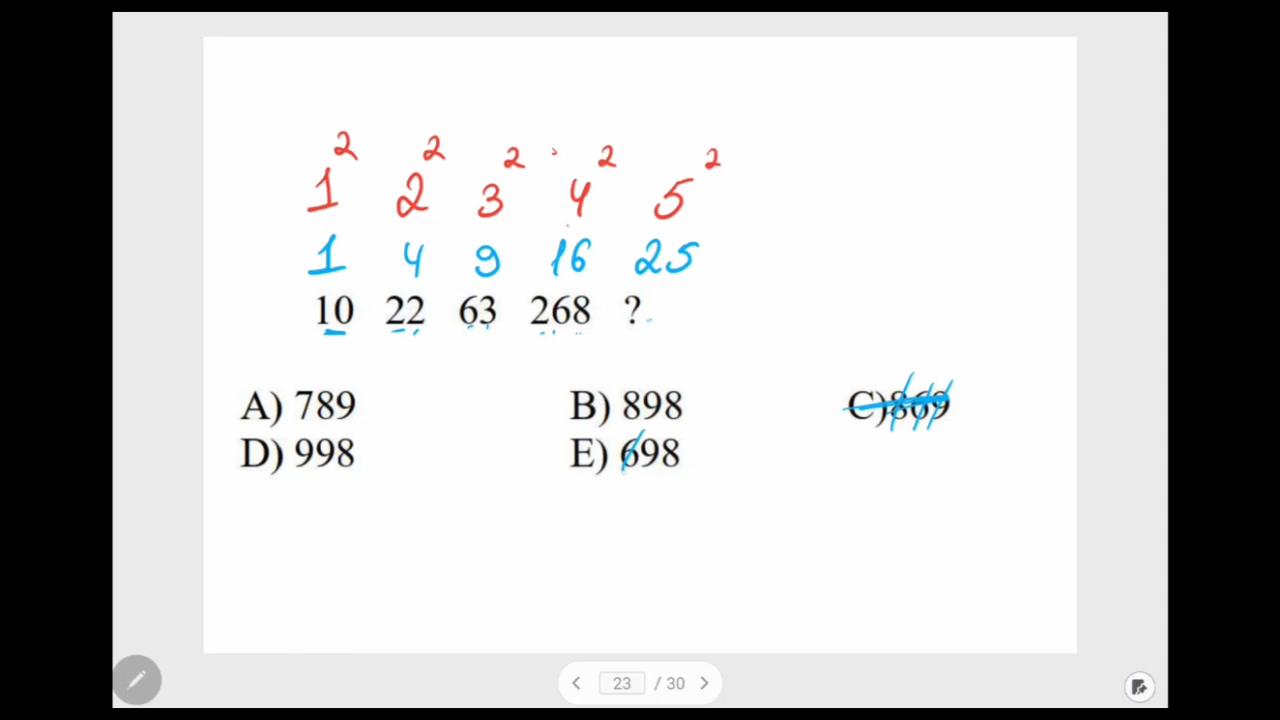 1² 2² 3² 4² 5²
1 4 9 16 25
10 22 63 268 ?
A) 789 B) 898 C)869
D) 998 E) 698
23 / 30